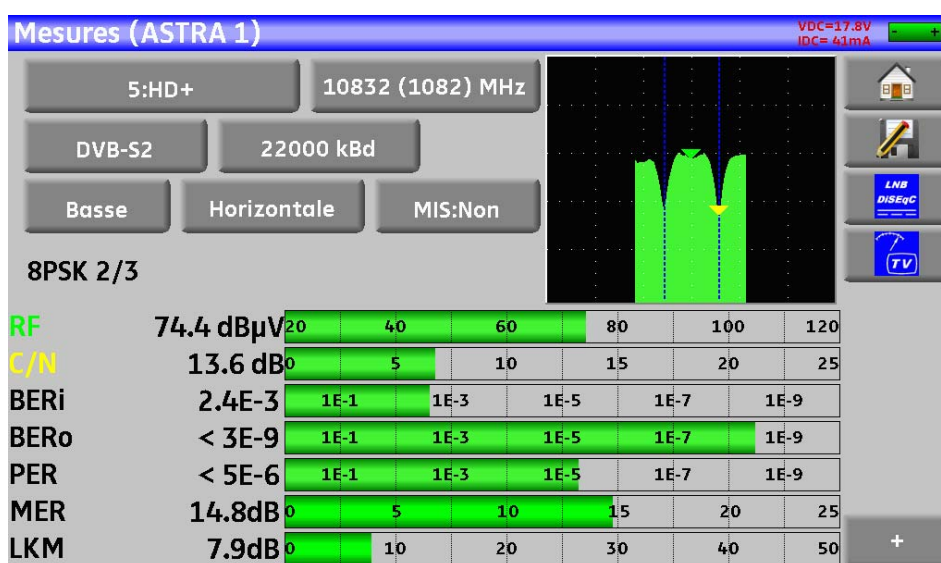 Mesures (ASTRA 1)
VDC=17.8V
IDC= 41mA
- +
5:HD+
10832 (1082) MHz
DVB-S2
22000 kBd
Basse
Horizontale
MIS:Non
LNB
DiSEqC
TV
8PSK 2/3
RF 74.4 dBµV 20 40 60 80 100 120
C/N 13.6 dB 0 5 10 15 20 25
BERi 2.4E-3 1E-1 1E-3 1E-5 1E-7 1E-9
BERo < 3E-9 1E-1 1E-3 1E-5 1E-7 1E-9
PER < 5E-6 1E-1 1E-3 1E-5 1E-7 1E-9
MER 14.8dB 0 5 10 15 20 25
LKM 7.9dB 0 10 20 30 40 50
+